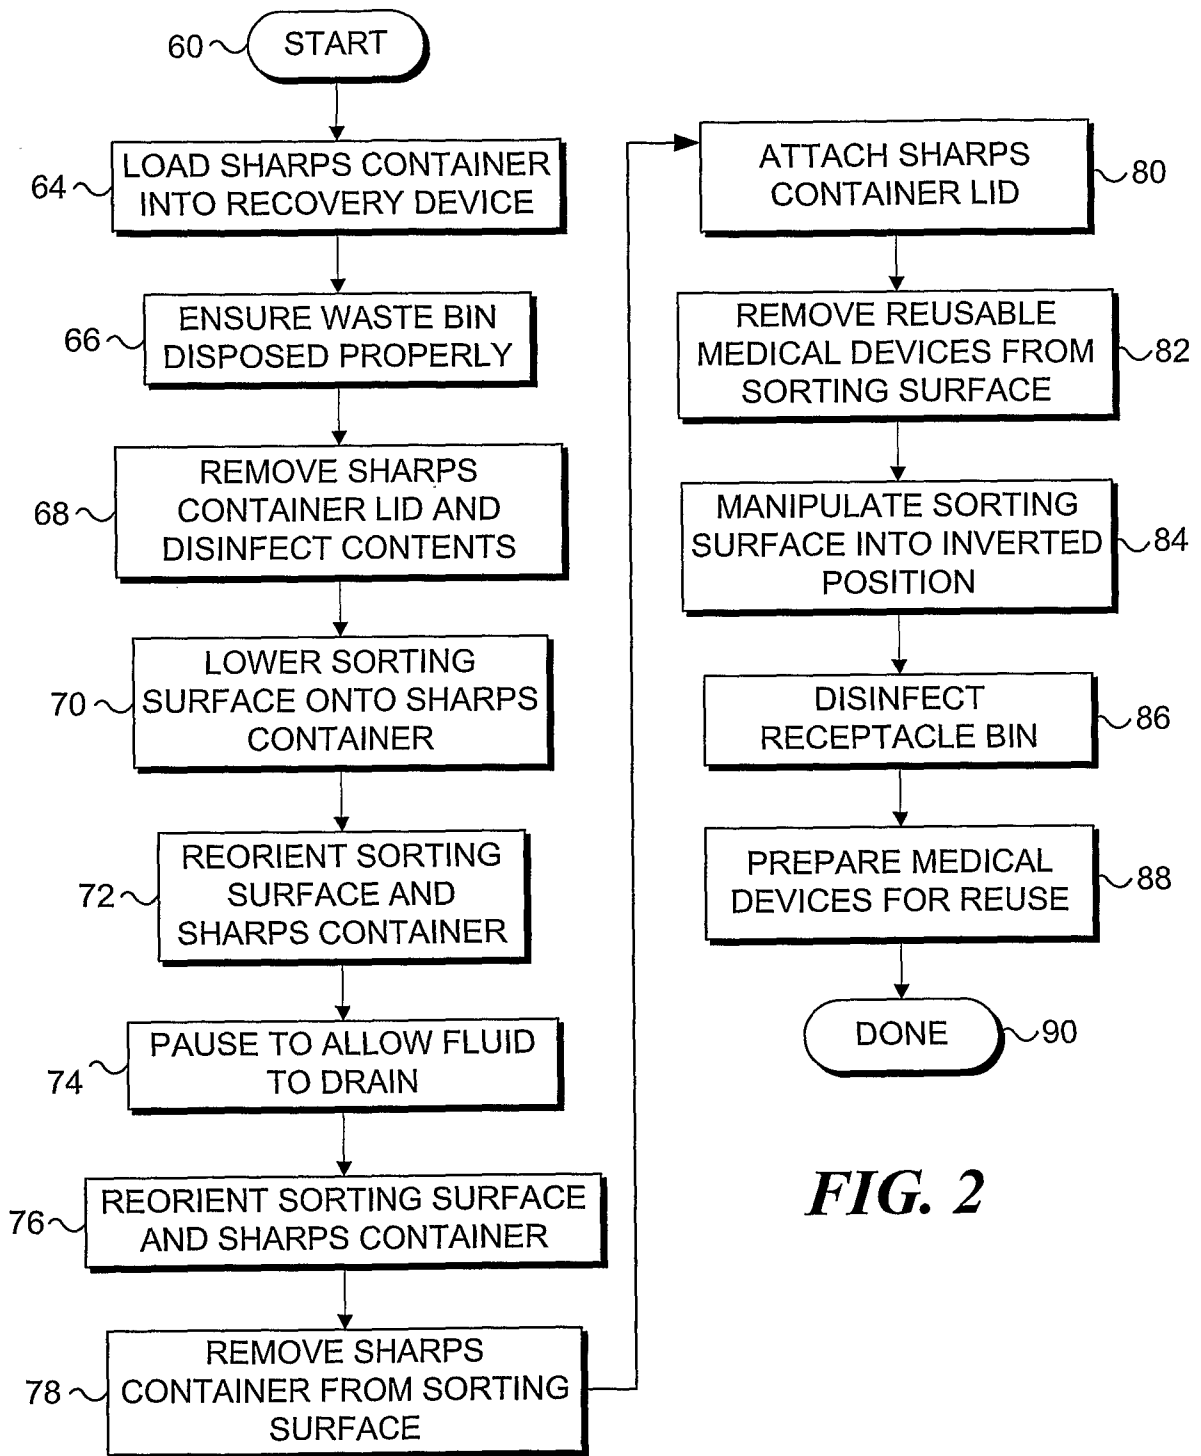 60
START
64
LOAD SHARPS CONTAINER
INTO RECOVERY DEVICE
66
ENSURE WASTE BIN
DISPOSED PROPERLY
68
REMOVE SHARPS
CONTAINER LID AND
DISINFECT CONTENTS
70
LOWER SORTING
SURFACE ONTO SHARPS
CONTAINER
72
REORIENT SORTING
SURFACE AND
SHARPS CONTAINER
74
PAUSE TO ALLOW FLUID
TO DRAIN
76
REORIENT SORTING SURFACE
AND SHARPS CONTAINER
78
REMOVE SHARPS
CONTAINER FROM SORTING
SURFACE
ATTACH SHARPS
CONTAINER LID
80
REMOVE REUSABLE
MEDICAL DEVICES FROM
SORTING SURFACE
82
MANIPULATE SORTING
SURFACE INTO INVERTED
POSITION
84
DISINFECT
RECEPTACLE BIN
86
PREPARE MEDICAL
DEVICES FOR REUSE
88
DONE
90
FIG. 2